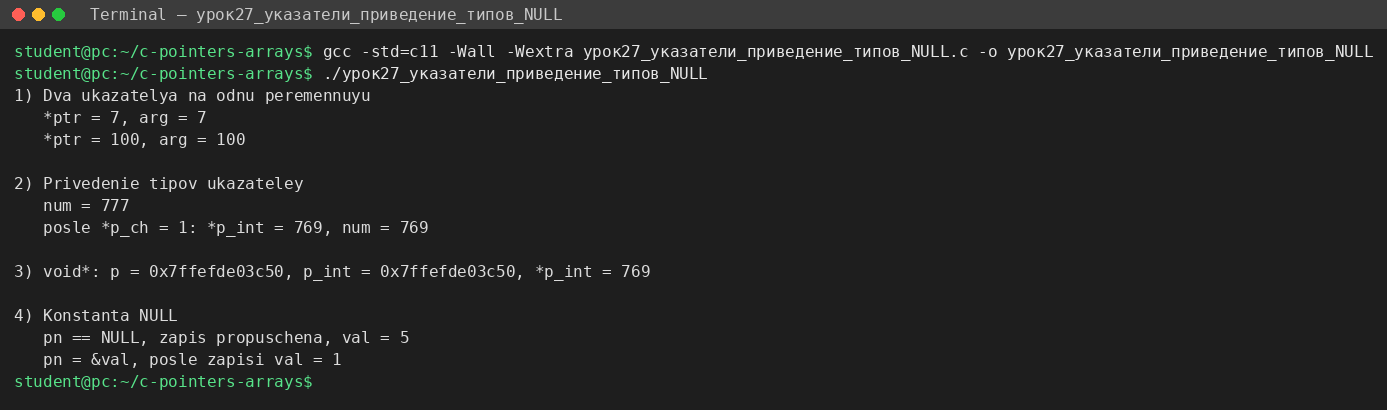 Terminal — урок27_указатели_приведение_типов_NULL
student@pc:~/c-pointers-arrays$ gcc -std=c11 -Wall -Wextra урок27_указатели_приведение_типов_NULL.c -o урок27_указатели_приведение_типов_NULL
student@pc:~/c-pointers-arrays$ ./урок27_указатели_приведение_типов_NULL
1) Dva ukazatelya na odnu peremennuyu
   *ptr = 7, arg = 7
   *ptr = 100, arg = 100
2) Privedenie tipov ukazateley
   num = 777
   posle *p_ch = 1: *p_int = 769, num = 769
3) void*: p = 0x7ffefde03c50, p_int = 0x7ffefde03c50, *p_int = 769
4) Konstanta NULL
   pn == NULL, zapis propuschena, val = 5
   pn = &val, posle zapisi val = 1
student@pc:~/c-pointers-arrays$